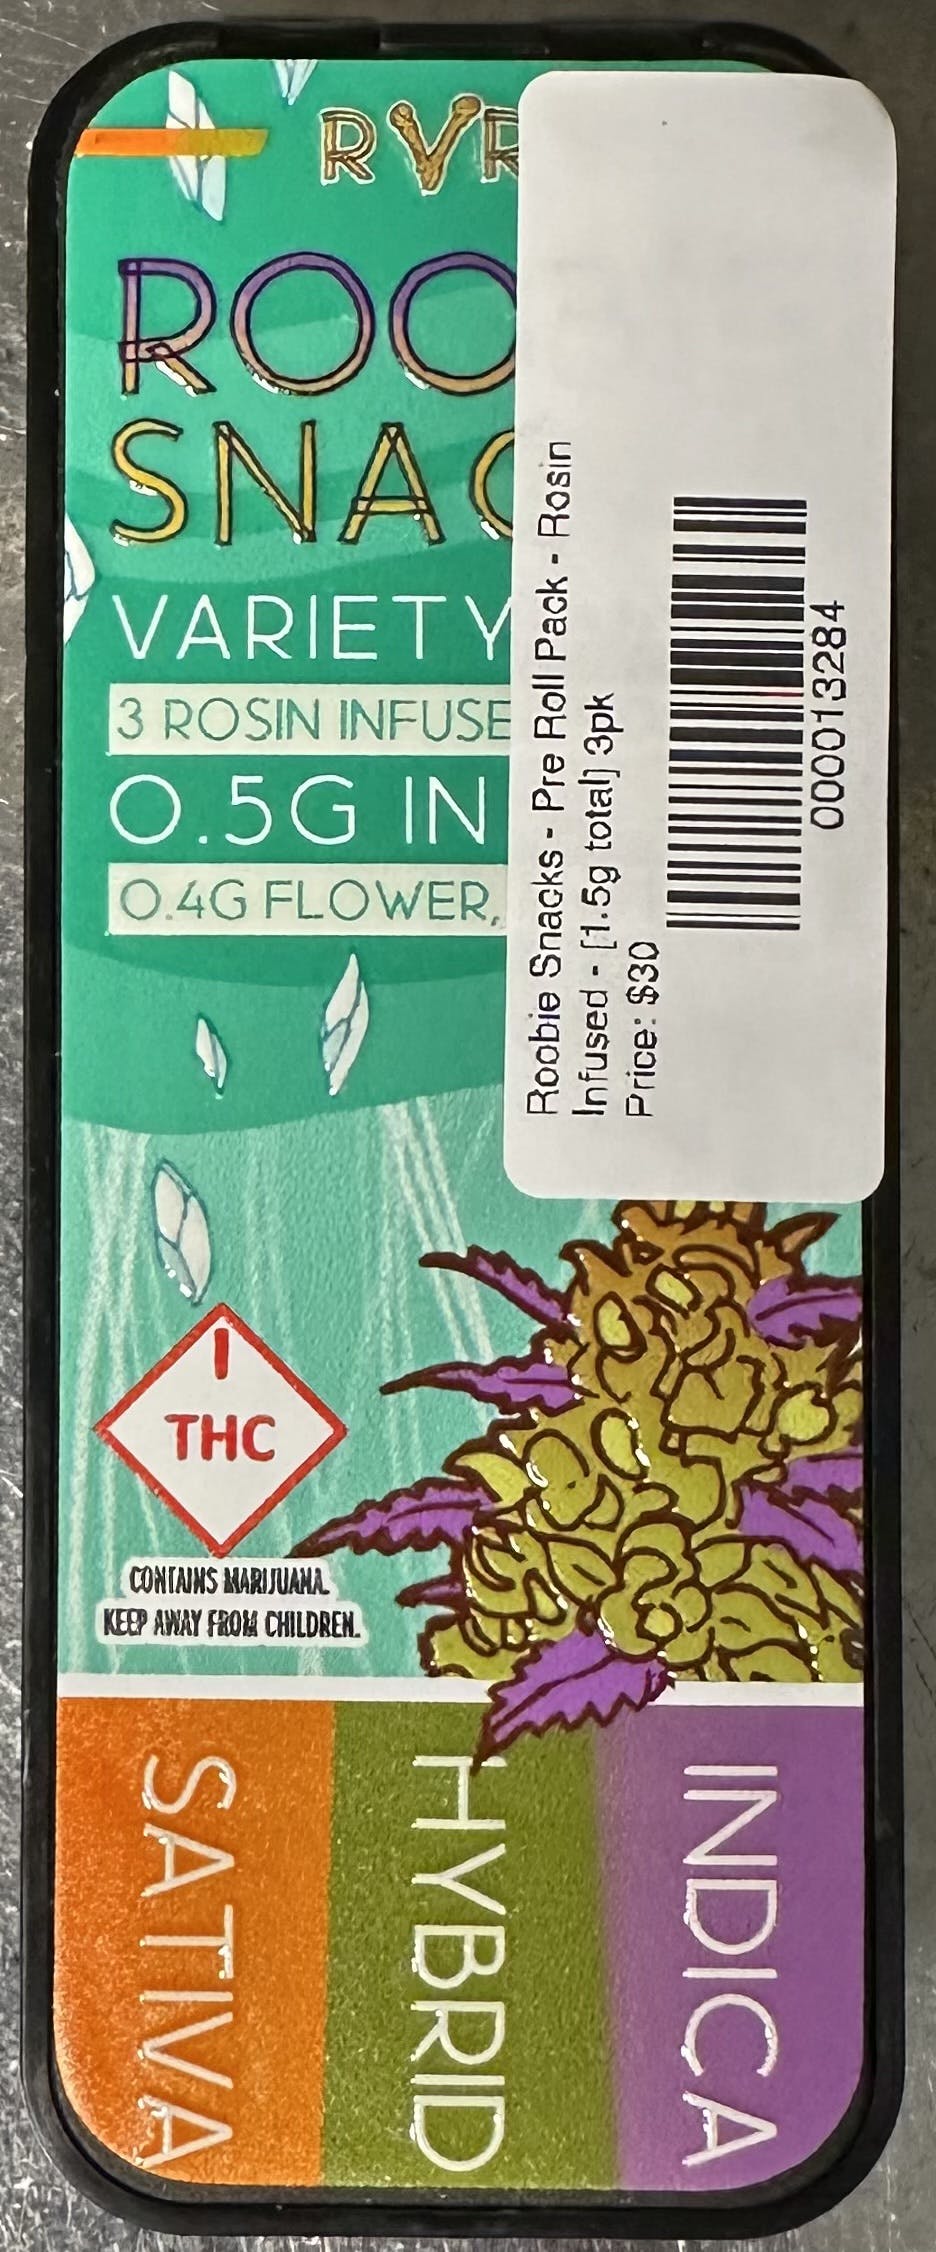 RVR
ROO
SNAC
VARIETY
3 ROSIN INFUSE
0.5G IN
0.4G FLOWER,
Roobie Snacks - Pre Roll Pack - Rosin
Infused - [1.5g total] 3pk
Price: $30
000013284
!
THC
CONTAINS MARIJUANA.
KEEP AWAY FROM CHILDREN.
SATIVA
HYBRID
INDICA